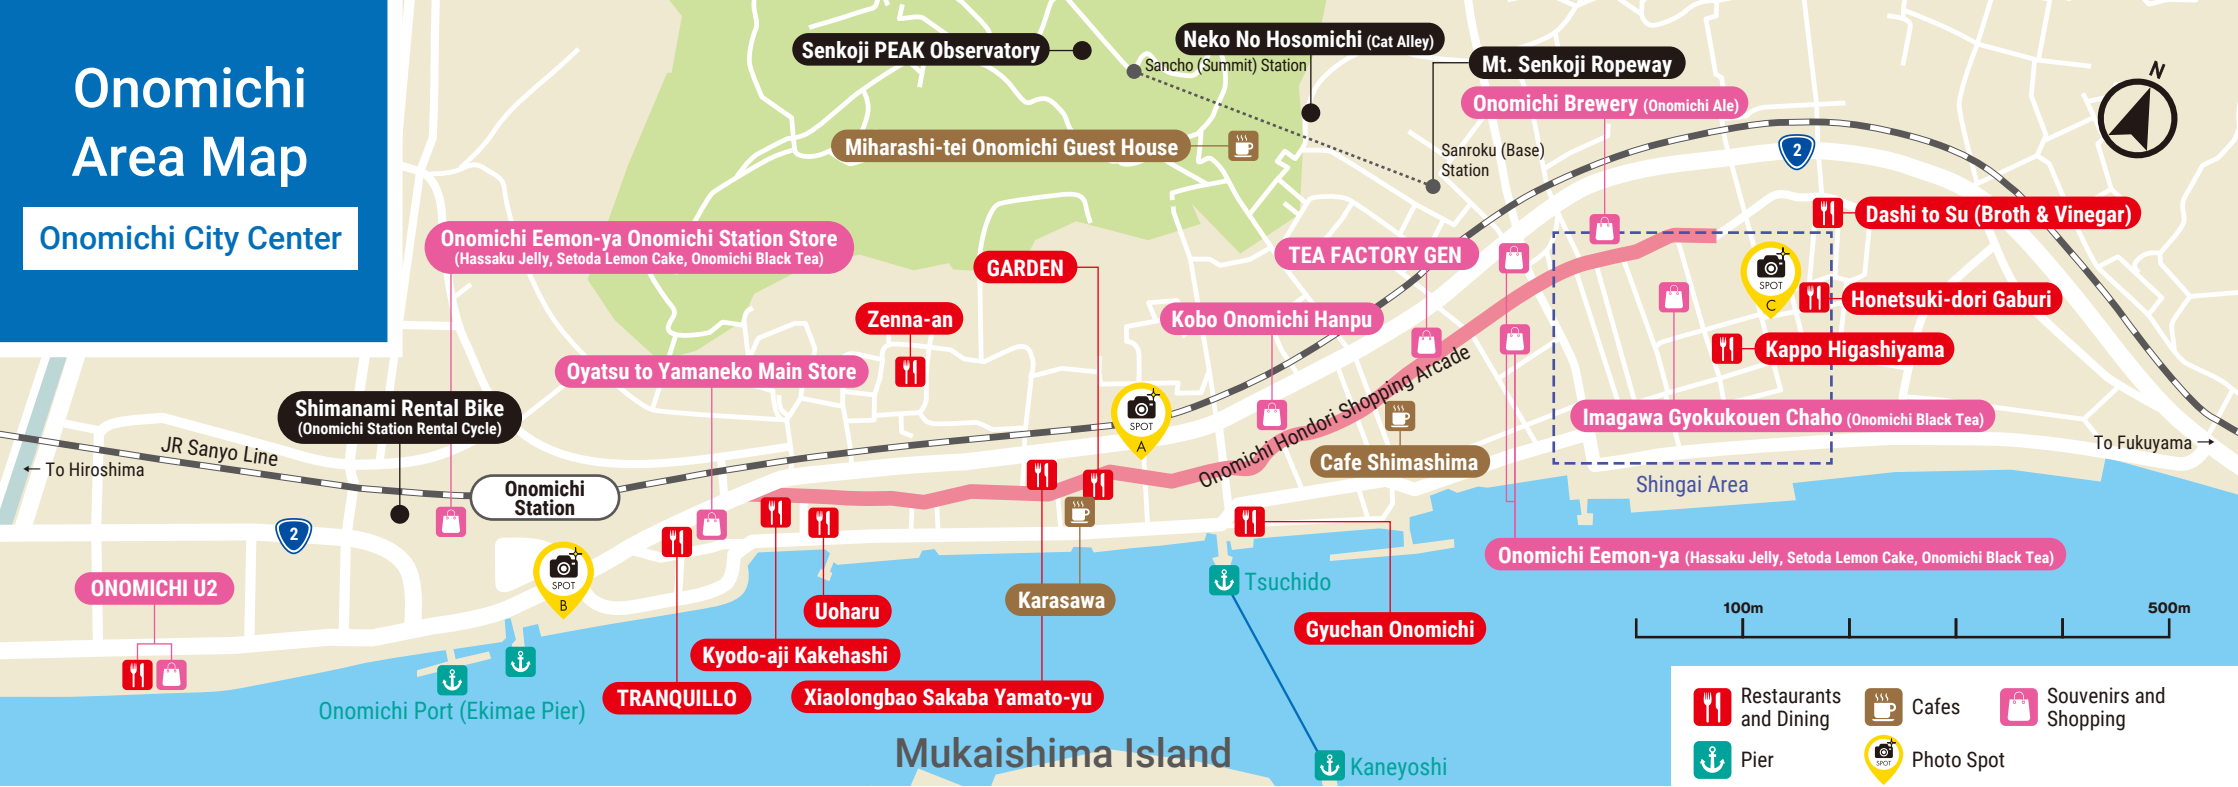 Onomichi
Area Map
Onomichi City Center
Senkoji PEAK Observatory
Neko No Hosomichi (Cat Alley)
Sancho (Summit) Station
Mt. Senkoji Ropeway
Onomichi Brewery (Onomichi Ale)
N
Miharashi-tei Onomichi Guest House
Sanroku (Base)
Station
2
Dashi to Su (Broth & Vinegar)
Onomichi Eemon-ya Onomichi Station Store
(Hassaku Jelly, Setoda Lemon Cake, Onomichi Black Tea)
GARDEN
TEA FACTORY GEN
SPOT
C
Honetsuki-dori Gaburi
Zenna-an
Kobo Onomichi Hanpu
Kappo Higashiyama
Oyatsu to Yamaneko Main Store
Onomichi Hondori Shopping Arcade
Shimanami Rental Bike
(Onomichi Station Rental Cycle)
SPOT
A
Imagawa Gyokukouen Chaho (Onomichi Black Tea)
JR Sanyo Line
← To Hiroshima
To Fukuyama →
Cafe Shimashima
Onomichi
Station
Shingai Area
2
SPOT
B
Onomichi Eemon-ya (Hassaku Jelly, Setoda Lemon Cake, Onomichi Black Tea)
ONOMICHI U2
Tsuchido
Karasawa
Uoharu
100m
500m
Gyuchan Onomichi
Kyodo-aji Kakehashi
TRANQUILLO
Xiaolongbao Sakaba Yamato-yu
Onomichi Port (Ekimae Pier)
Mukaishima Island
Kaneyoshi
Restaurants
and Dining
Cafes
Souvenirs and
Shopping
Pier
SPOT
Photo Spot